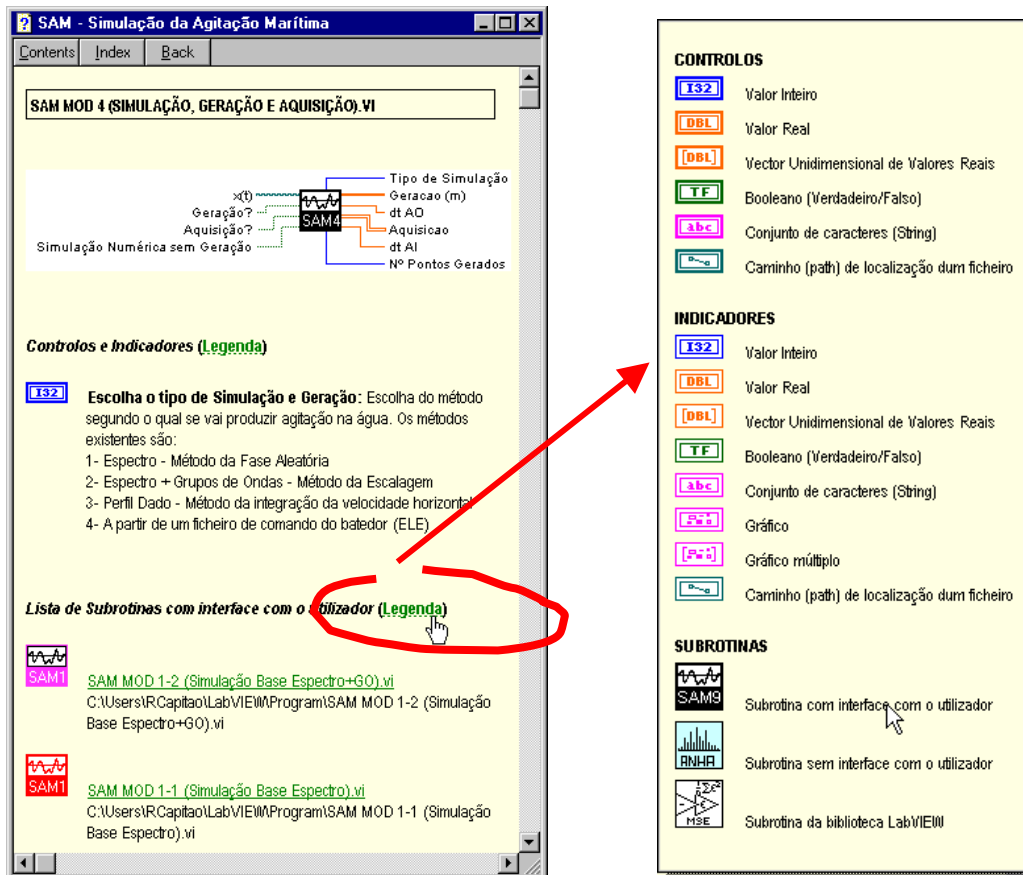 SAM - Simulação da Agitação Marítima
Contents Index Back
SAM MOD 4 (SIMULAÇÃO, GERAÇÃO E AQUISIÇÃO).VI
x(t)
Geração?
Aquisição?
Simulação Numérica sem Geração
SAM4
Tipo de Simulação
Geracao (m)
dt AO
Aquisicao
dt AI
Nº Pontos Gerados
Controlos e Indicadores (Legenda)
I32
Escolha o tipo de Simulação e Geração: Escolha do método
segundo o qual se vai produzir agitação na água. Os métodos
existentes são:
1- Espectro - Método da Fase Aleatória
2- Espectro + Grupos de Ondas - Método da Escalagem
3- Perfil Dado - Método da integração da velocidade horizontal
4- A partir de um ficheiro de comando do batedor (ELE)
Lista de Subrotinas com interface com o utilizador (Legenda)
SAM1
SAM MOD 1-2 (Simulação Base Espectro+GO).vi
C:\Users\RCapitao\LabVIEW\Program\SAM MOD 1-2 (Simulação
Base Espectro+GO).vi
SAM1
SAM MOD 1-1 (Simulação Base Espectro).vi
C:\Users\RCapitao\LabVIEW\Program\SAM MOD 1-1 (Simulação
Base Espectro).vi
CONTROLOS
I32 Valor Inteiro
DBL Valor Real
[DBL] Vector Unidimensional de Valores Reais
TF Booleano (Verdadeiro/Falso)
abc Conjunto de caracteres (String)
Caminho (path) de localização dum ficheiro
INDICADORES
I32 Valor Inteiro
DBL Valor Real
[DBL] Vector Unidimensional de Valores Reais
TF Booleano (Verdadeiro/Falso)
abc Conjunto de caracteres (String)
Gráfico
Gráfico múltiplo
Caminho (path) de localização dum ficheiro
SUBROTINAS
SAM9 Subrotina com interface com o utilizador
ANHA Subrotina sem interface com o utilizador
MSE Subrotina da biblioteca LabVIEW